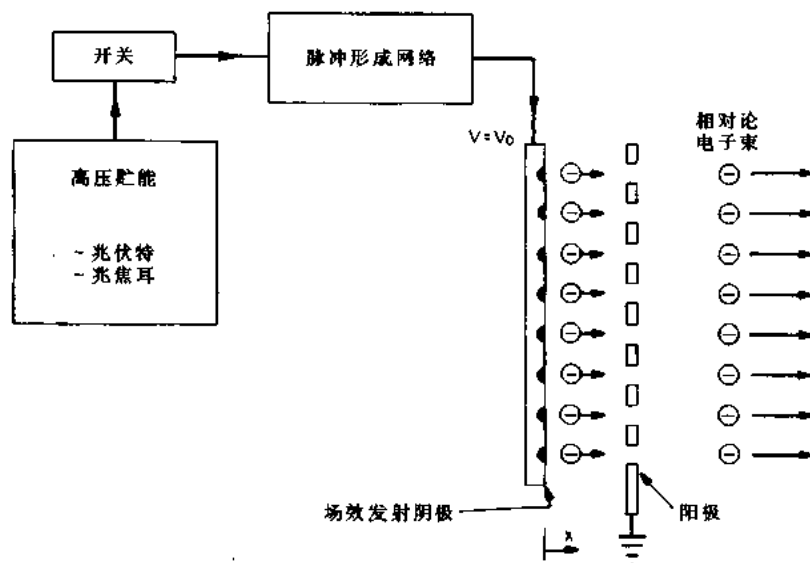 开关
脉冲形成网络
V=V₀
相对论
电子束
高压贮能
~兆伏特
~兆焦耳
场效发射阴极
阳极
x